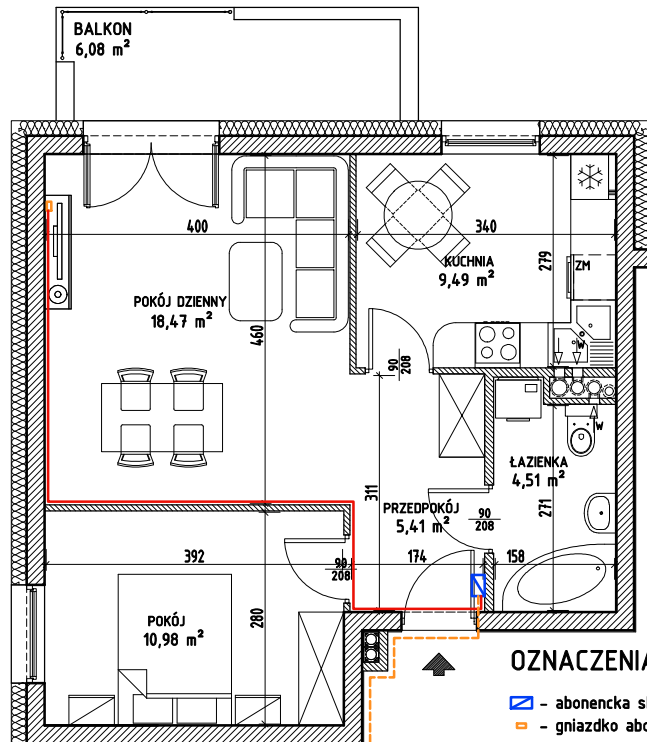 BALKON
6,08 m²
400
340
KUCHNIA
9,49 m²
279
ZM
POKÓJ DZIENNY
18,47 m²
460
W
90
208
W
ŁAZIENKA
4,51 m²
311
271
PRZEDPOKÓJ
5,41 m²
90
208
392
90
208
174
158
POKÓJ
10,98 m²
280
OZNACZENIA
- abonencka
- gniazdko